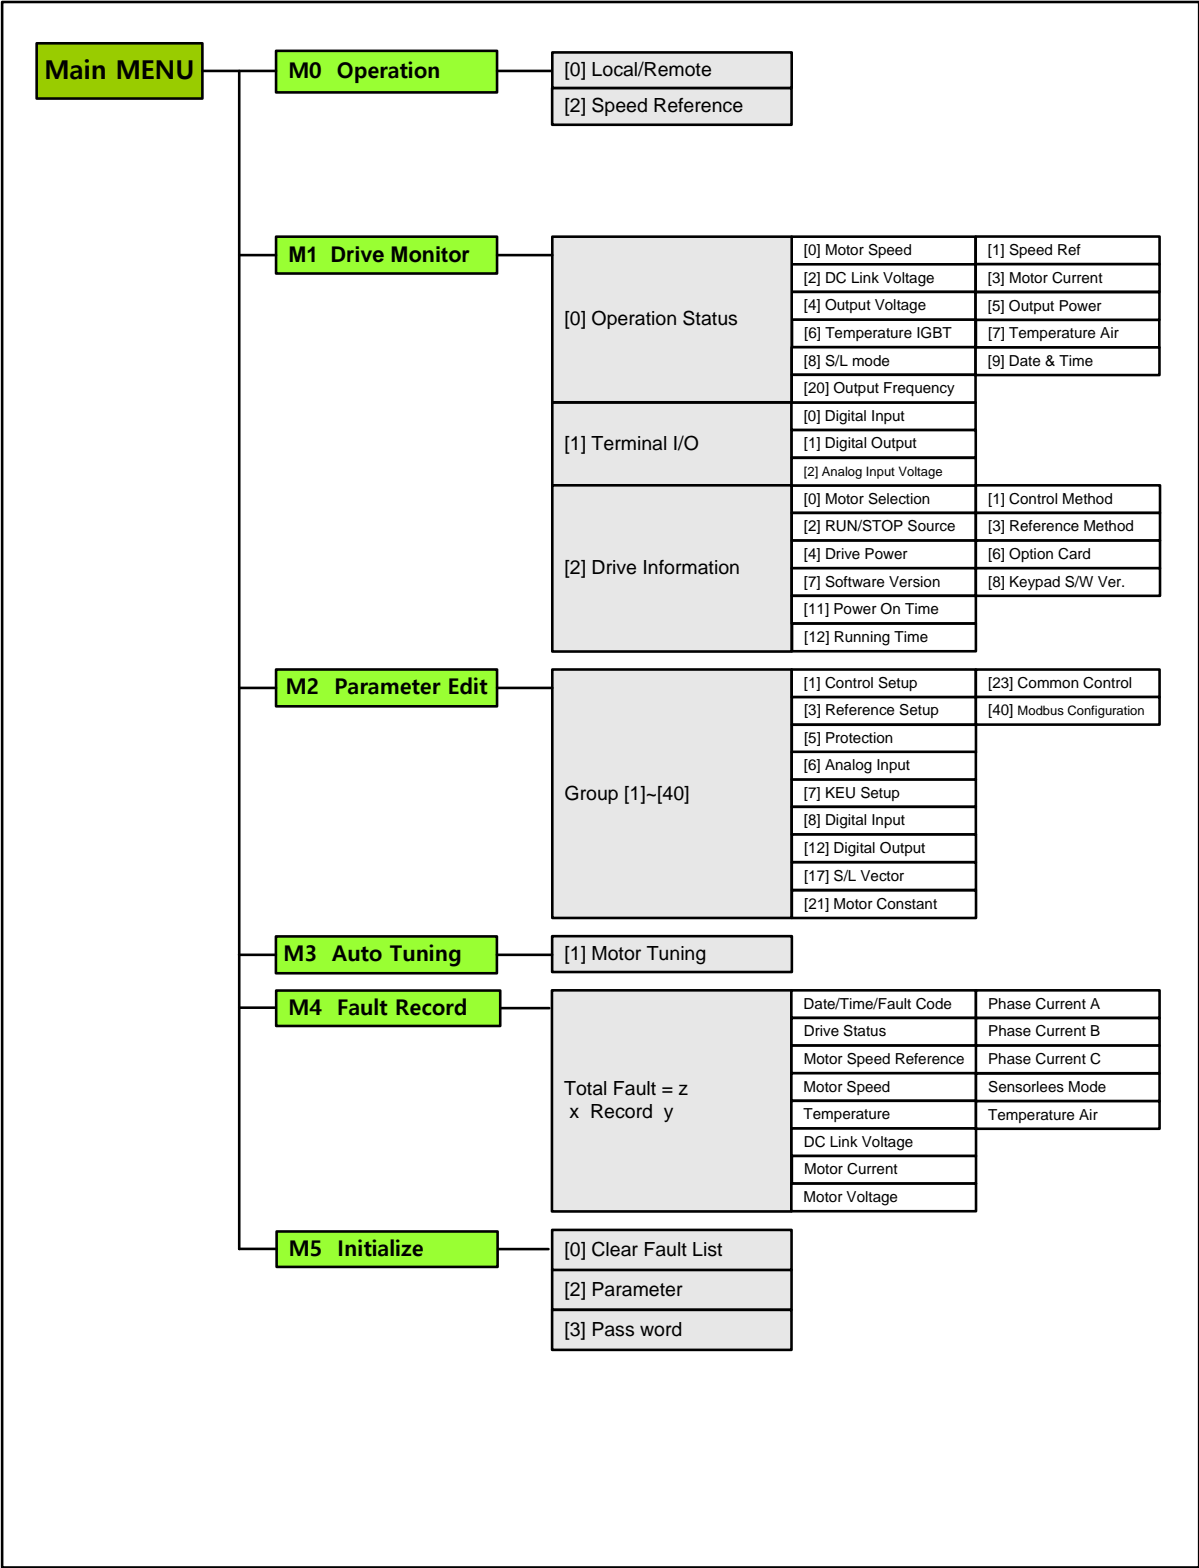 Main MENU
M0 Operation
[0] Local/Remote
[2] Speed Reference
M1 Drive Monitor
[0] Operation Status
[0] Motor Speed
[1] Speed Ref
[2] DC Link Voltage
[3] Motor Current
[4] Output Voltage
[5] Output Power
[6] Temperature IGBT
[7] Temperature Air
[8] S/L mode
[9] Date & Time
[20] Output Frequency
[1] Terminal I/O
[0] Digital Input
[1] Digital Output
[2] Analog Input Voltage
[2] Drive Information
[0] Motor Selection
[1] Control Method
[2] RUN/STOP Source
[3] Reference Method
[4] Drive Power
[6] Option Card
[7] Software Version
[8] Keypad S/W Ver.
[11] Power On Time
[12] Running Time
M2 Parameter Edit
Group [1]~[40]
[1] Control Setup
[23] Common Control
[3] Reference Setup
[40] Modbus Configuration
[5] Protection
[6] Analog Input
[7] KEU Setup
[8] Digital Input
[12] Digital Output
[17] S/L Vector
[21] Motor Constant
M3 Auto Tuning
[1] Motor Tuning
M4 Fault Record
Total Fault = z
x Record y
Date/Time/Fault Code
Phase Current A
Drive Status
Phase Current B
Motor Speed Reference
Phase Current C
Motor Speed
Sensorlees Mode
Temperature
Temperature Air
DC Link Voltage
Motor Current
Motor Voltage
M5 Initialize
[0] Clear Fault List
[2] Parameter
[3] Pass word